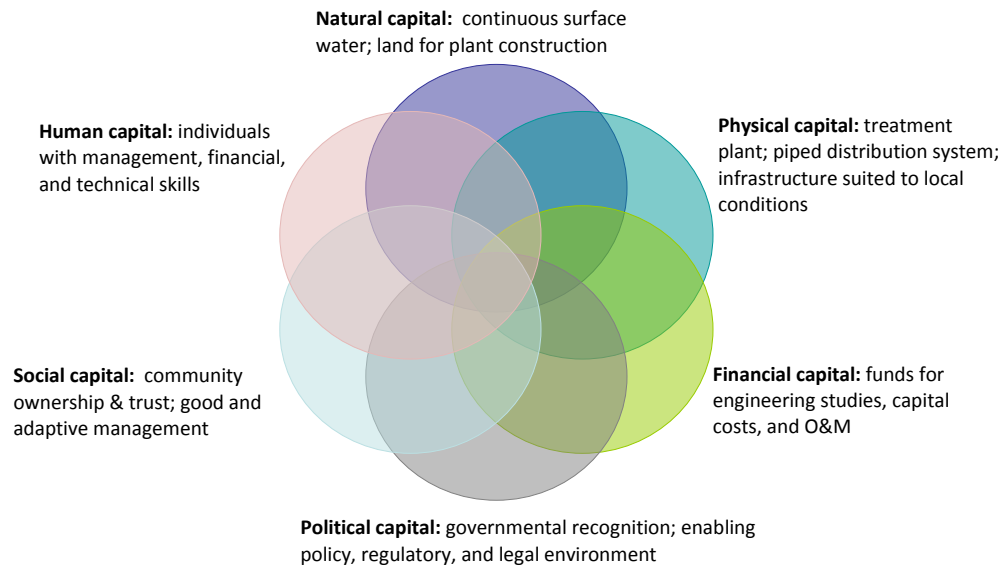 Natural capital: continuous surface
water; land for plant construction
Human capital: individuals
with management, financial,
and technical skills
Physical capital: treatment
plant; piped distribution system;
infrastructure suited to local
conditions
Social capital: community
ownership & trust; good and
adaptive management
Financial capital: funds for
engineering studies, capital
costs, and O&M
Political capital: governmental recognition; enabling
policy, regulatory, and legal environment